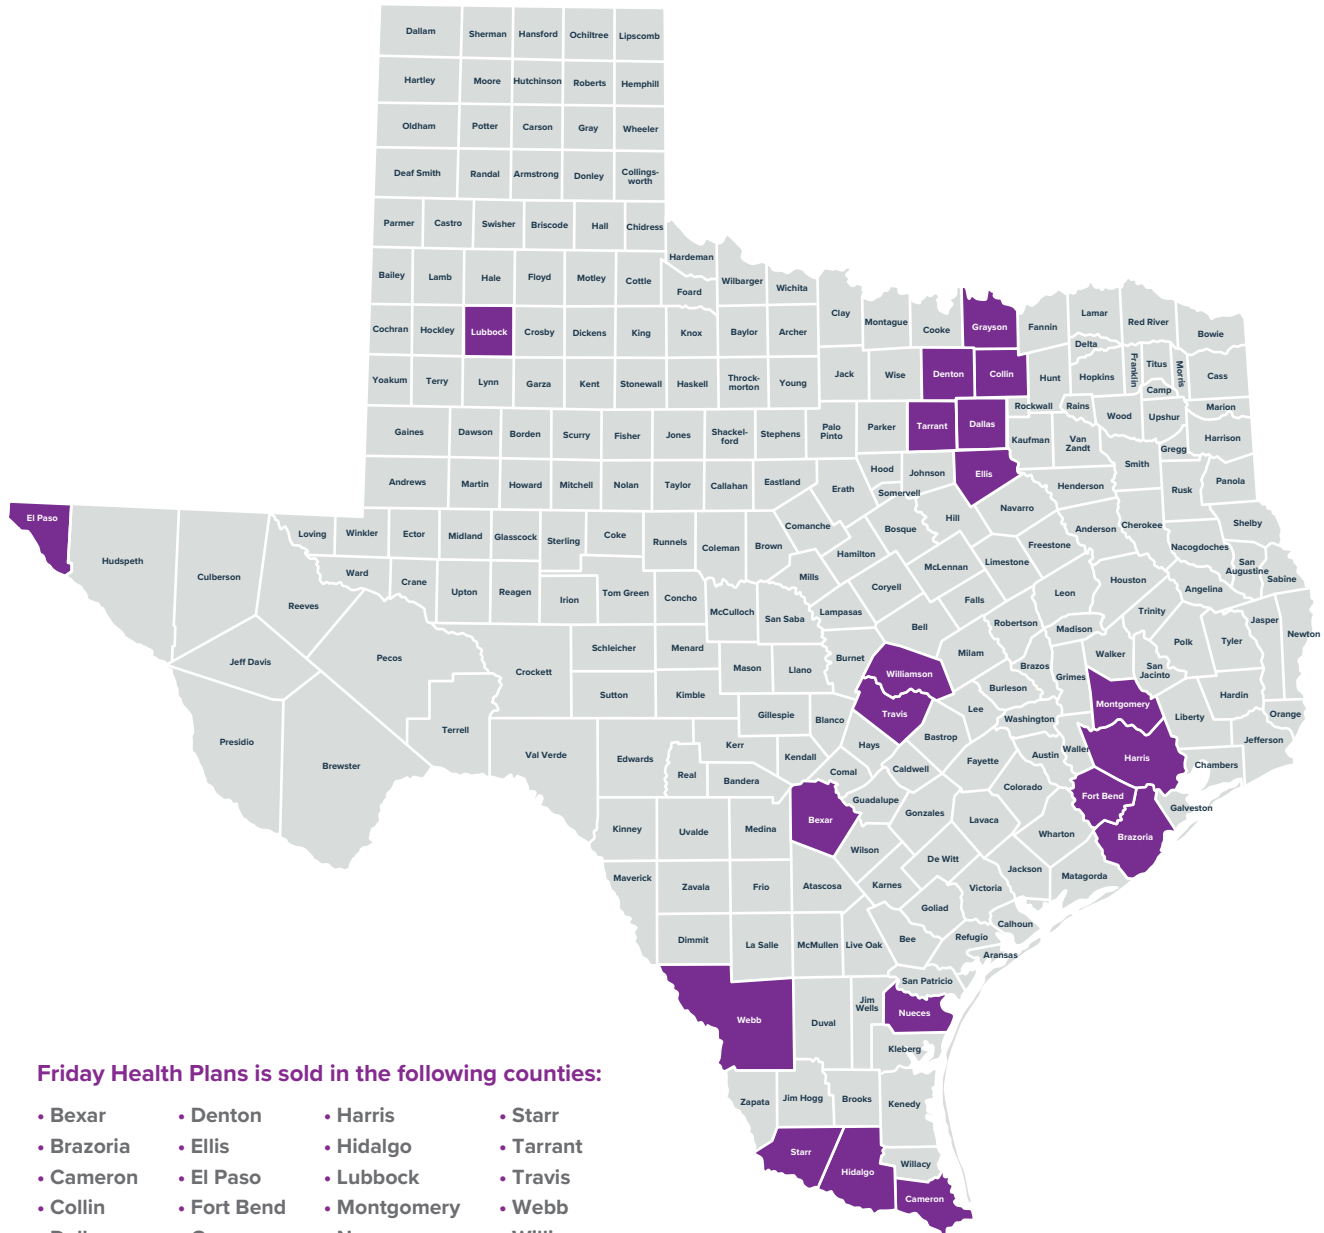 Dallam Sherman Hansford Ochiltree Lipscomb
Hartley Moore Hutchinson Roberts Hemphill
Oldham Potter Carson Gray Wheeler
Deaf Smith Randal Armstrong Donley Collings-
worth
Parmer Castro Swisher Briscode Hall Chidress
Hardeman
Bailey Lamb Hale Floyd Motley Cottle Foard Wilbarger Wichita
Clay Montague Cooke Grayson Fannin Lamar Red River Bowie
Cochran Hockley Lubbock Crosby Dickens King Knox Baylor Archer
Delta Franklin Titus Morris Cass
Yoakum Terry Lynn Garza Kent Stonewall Haskell Throck-
morton Young Jack Wise Denton Collin Hunt Hopkins Camp
Rockwall Rains Wood Upshur Marion
Gaines Dawson Borden Scurry Fisher Jones Shackel-
ford Stephens Palo
Pinto Parker Tarrant Dallas Kaufman Van
Zandt Gregg Harrison
Andrews Martin Howard Mitchell Nolan Taylor Callahan Eastland Erath Hood Johnson Ellis Henderson Smith Rusk Panola
Somervell
El Paso Hudspeth Culberson Loving Winkler Ector Midland Glasscock Sterling Coke Runnels Coleman Brown Comanche Bosque Hill Navarro Anderson Cherokee Shelby
Hamilton Freestone Nacogdoches
San
Augustine Sabine
Reeves Ward Crane Upton Reagen Irion Tom Green Concho Mills Coryell McLennan Limestone Leon Houston Angelina
McCulloch San Saba Lampasas Bell Falls Robertson Madison Trinity Jasper Newton
Jeff Davis Pecos Crockett Schleicher Menard Mason Llano Burnet Williamson Milam Brazos Grimes Walker San
Jacinto Polk Tyler
Sutton Kimble Burleson Montgomery Hardin
Presidio Brewster Terrell Val Verde Edwards Gillespie Blanco Travis Lee Washington Liberty Orange
Real Kerr Kendall Hays Bastrop Austin Waller Harris Jefferson
Bandera Comal Caldwell Fayette Chambers
Kinney Uvalde Medina Bexar Guadalupe Gonzales Lavaca Colorado Fort Bend Galveston
Wilson De Witt Wharton Brazoria
Maverick Zavala Frio Atascosa Karnes Victoria Jackson Matagorda
Goliad Calhoun
Dimmit La Salle McMullen Live Oak Bee Refugio Aransas
San Patricio
Webb Duval Jim
Wells Nueces
Kleberg
Zapata Jim Hogg Brooks Kenedy
Starr Hidalgo Willacy
Cameron
Friday Health Plans is sold in the following counties:
• Bexar • Denton • Harris • Starr
• Brazoria • Ellis • Hidalgo • Tarrant
• Cameron • El Paso • Lubbock • Travis
• Collin • Fort Bend • Montgomery • Webb